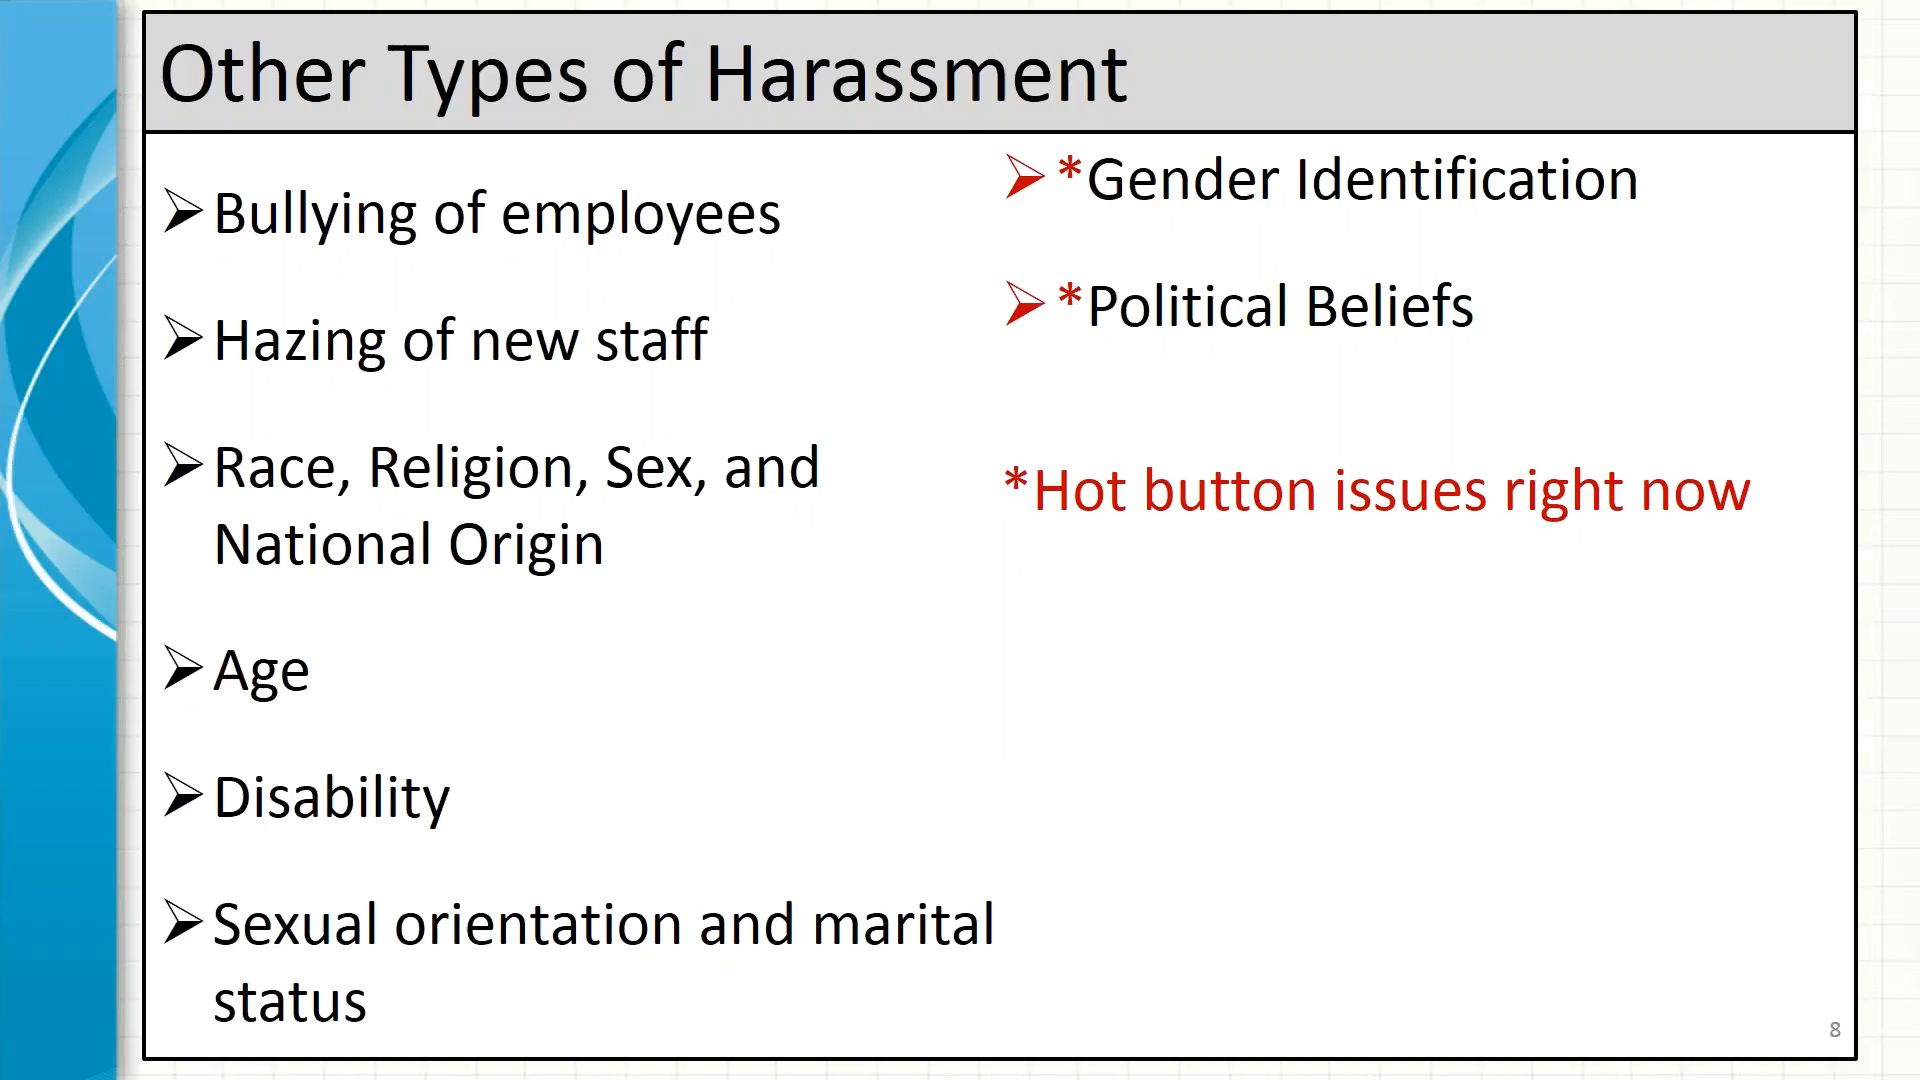 Other Types of Harassment
➢Bullying of employees
➢Hazing of new staff
➢Race, Religion, Sex, and
National Origin
➢Age
➢Disability
➢Sexual orientation and marital
status
➢*Gender Identification
➢*Political Beliefs
*Hot button issues right now
8